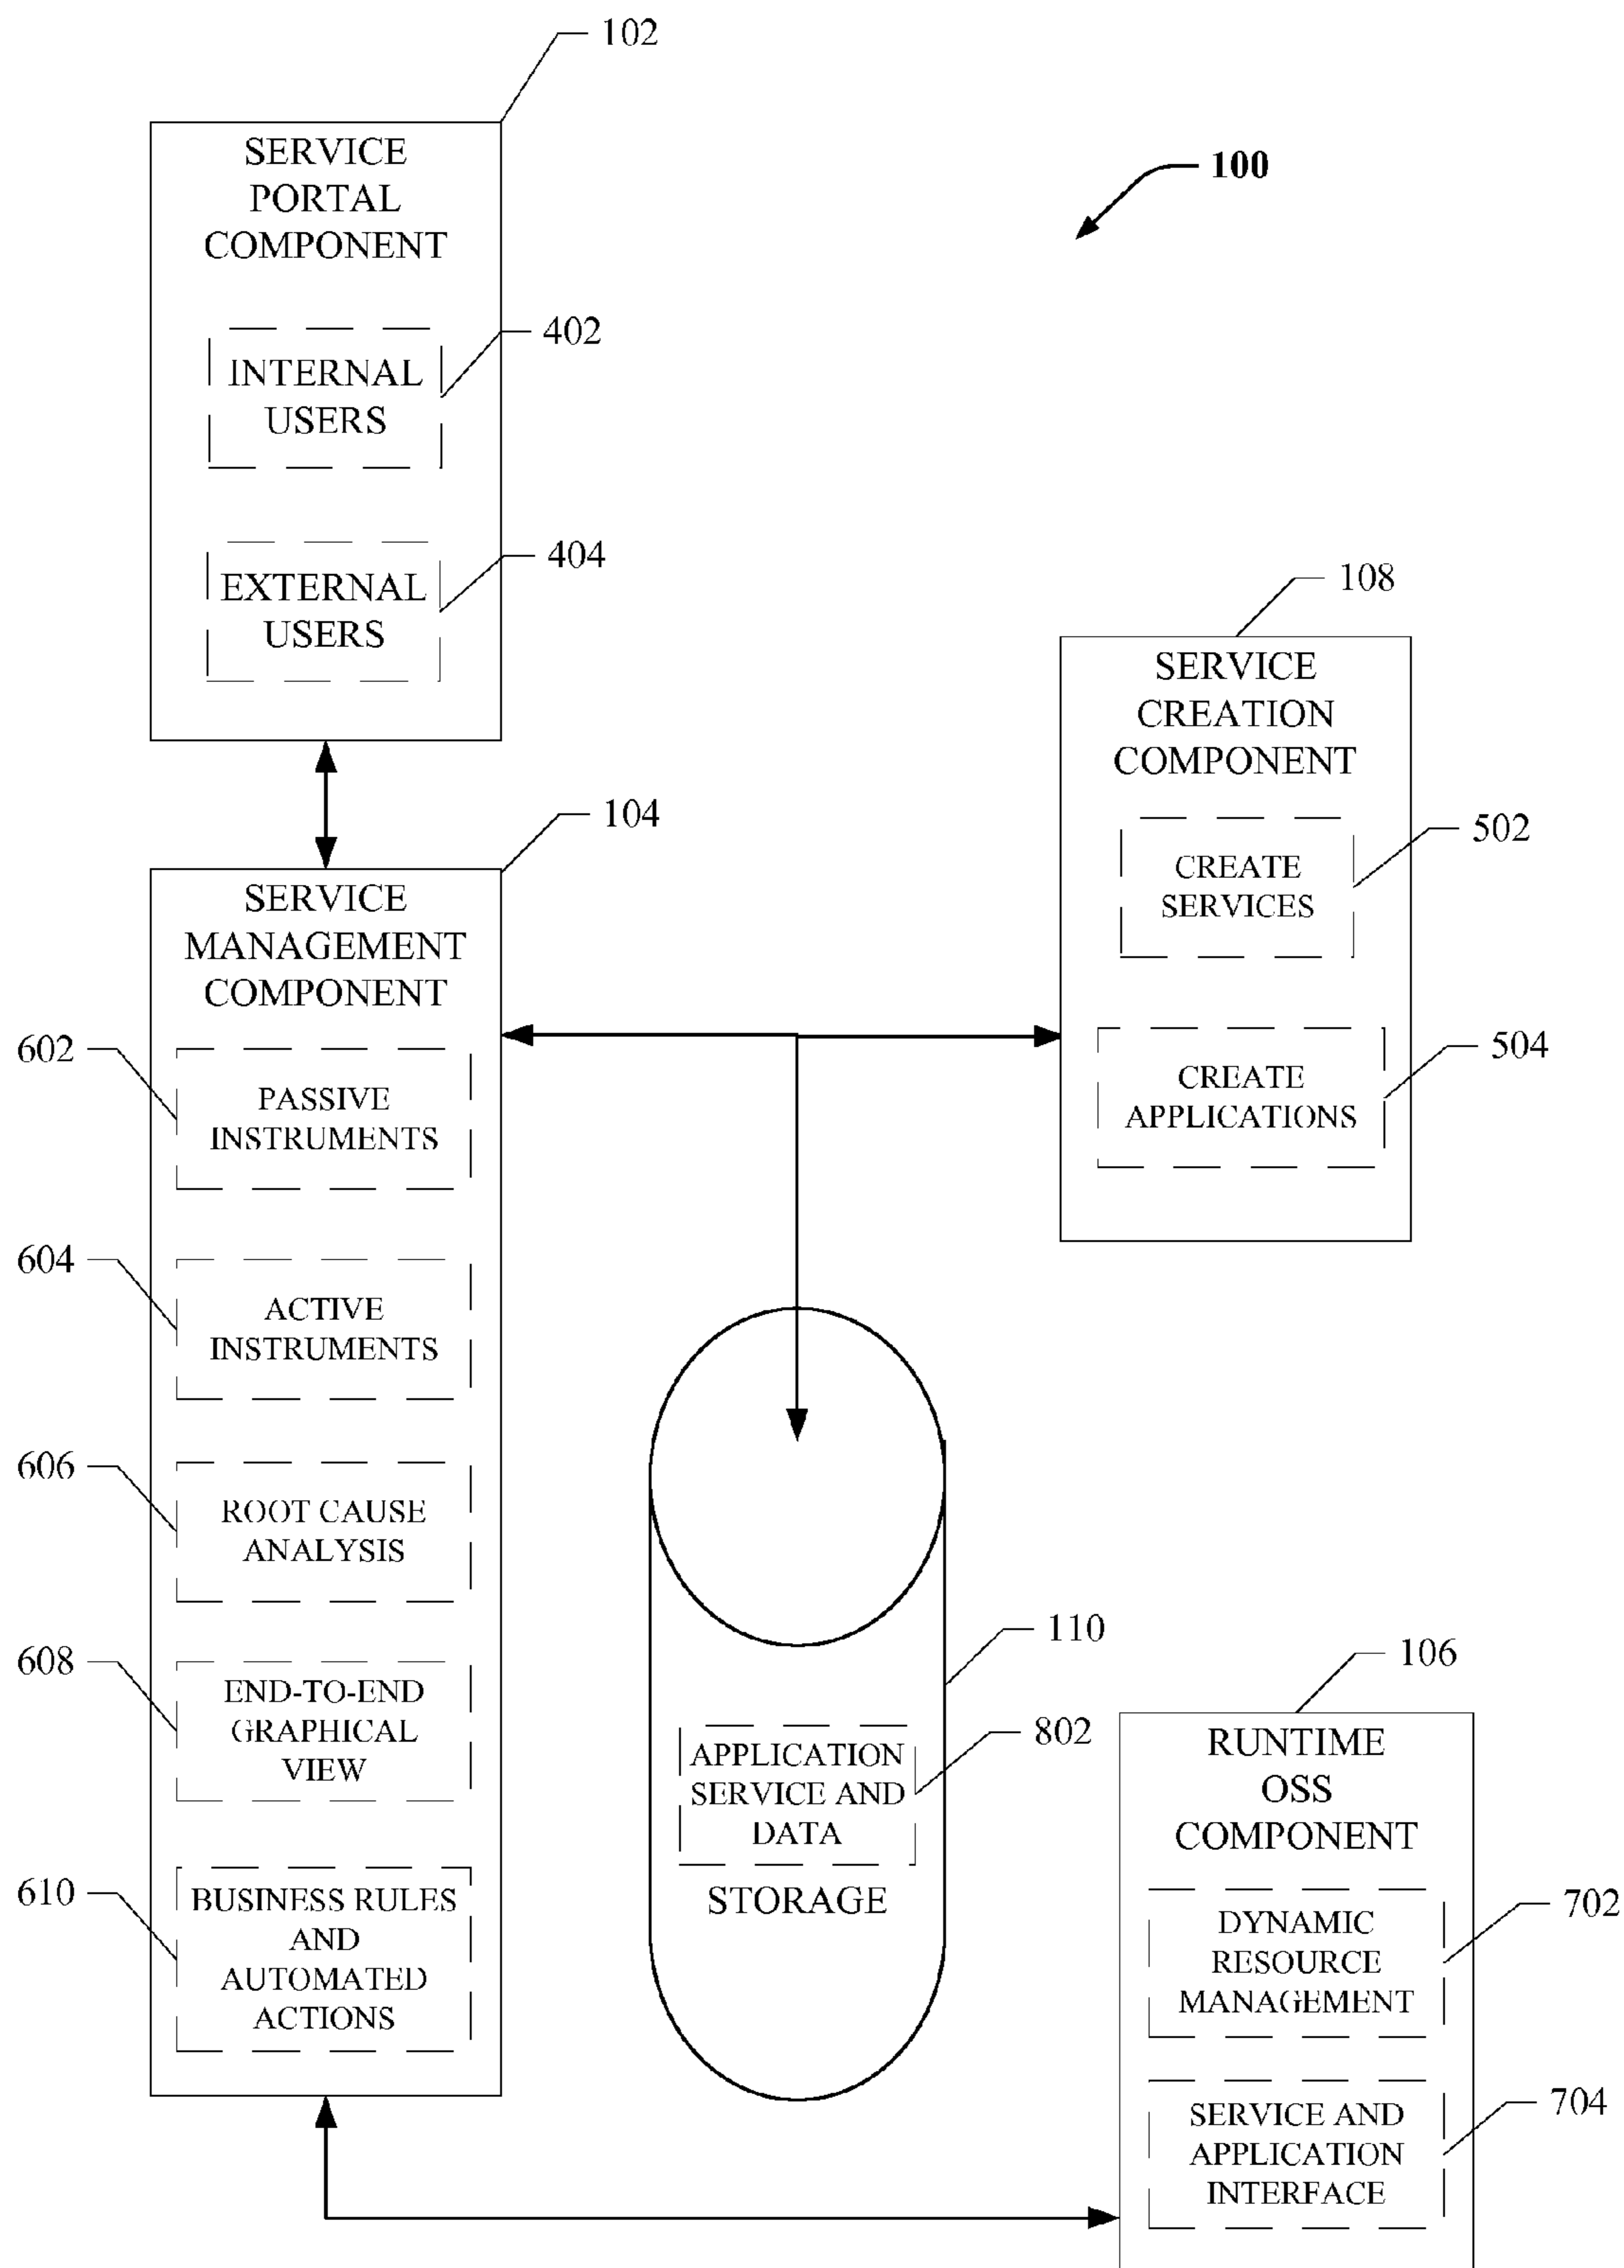 102
SERVICE
PORTAL
COMPONENT
100
402
INTERNAL
USERS
404
EXTERNAL
USERS
108
SERVICE
CREATION
COMPONENT
502
CREATE
SERVICES
504
CREATE
APPLICATIONS
104
SERVICE
MANAGEMENT
COMPONENT
602
PASSIVE
INSTRUMENTS
604
ACTIVE
INSTRUMENTS
606
ROOT CAUSE
ANALYSIS
608
END-TO-END
GRAPHICAL
VIEW
610
BUSINESS RULES
AND
AUTOMATED
ACTIONS
110
802
APPLICATION
SERVICE AND
DATA
STORAGE
106
RUNTIME
OSS
COMPONENT
702
DYNAMIC
RESOURCE
MANAGEMENT
704
SERVICE AND
APPLICATION
INTERFACE